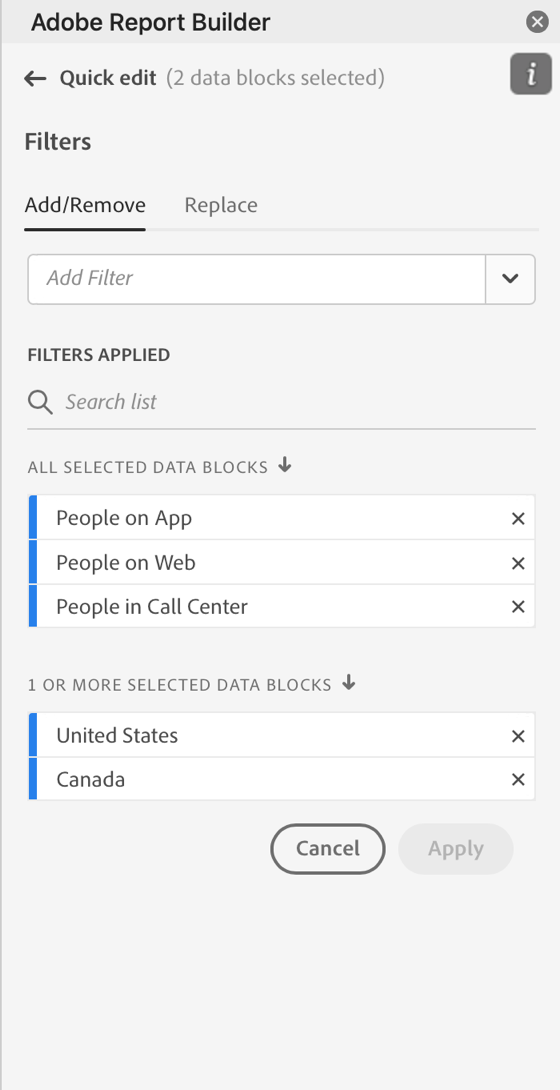 Adobe Report Builder
Quick edit (2 data blocks selected)
i
Filters
Add/Remove Replace
Add Filter
FILTERS APPLIED
Search list
ALL SELECTED DATA BLOCKS
People on App
People on Web
People in Call Center
1 OR MORE SELECTED DATA BLOCKS
United States
Canada
Cancel Apply